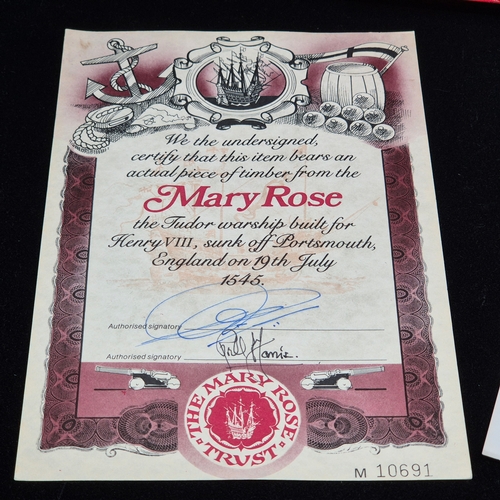 We the undersigned,
certify that this item bears an
actual piece of timber from the
Mary Rose
the Tudor warship built for
Henry VIII, sunk off Portsmouth,
England on 19th July
1545.
Authorised signatory
Authorised signatory
THE MARY ROSE
TRUST
M 10691